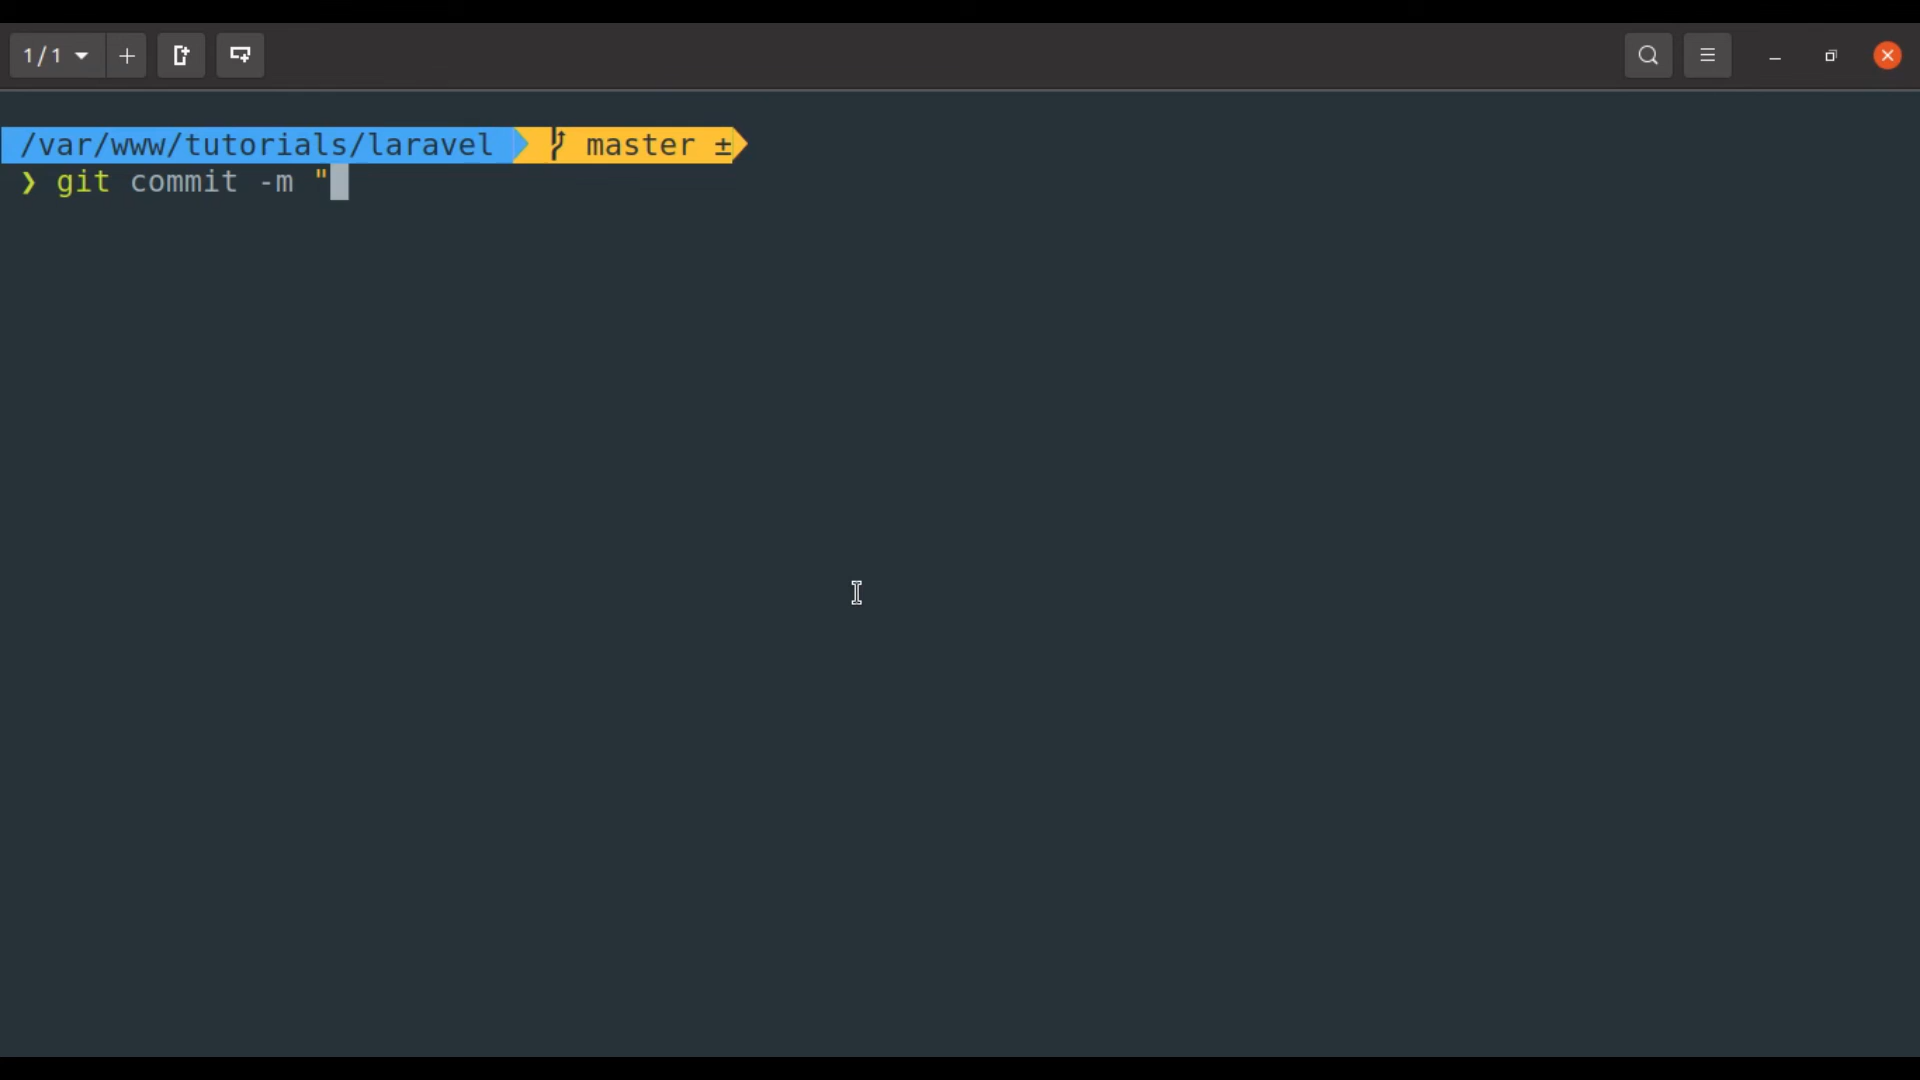 1/1
/var/www/tutorials/laravel master ±
❯ git commit -m "